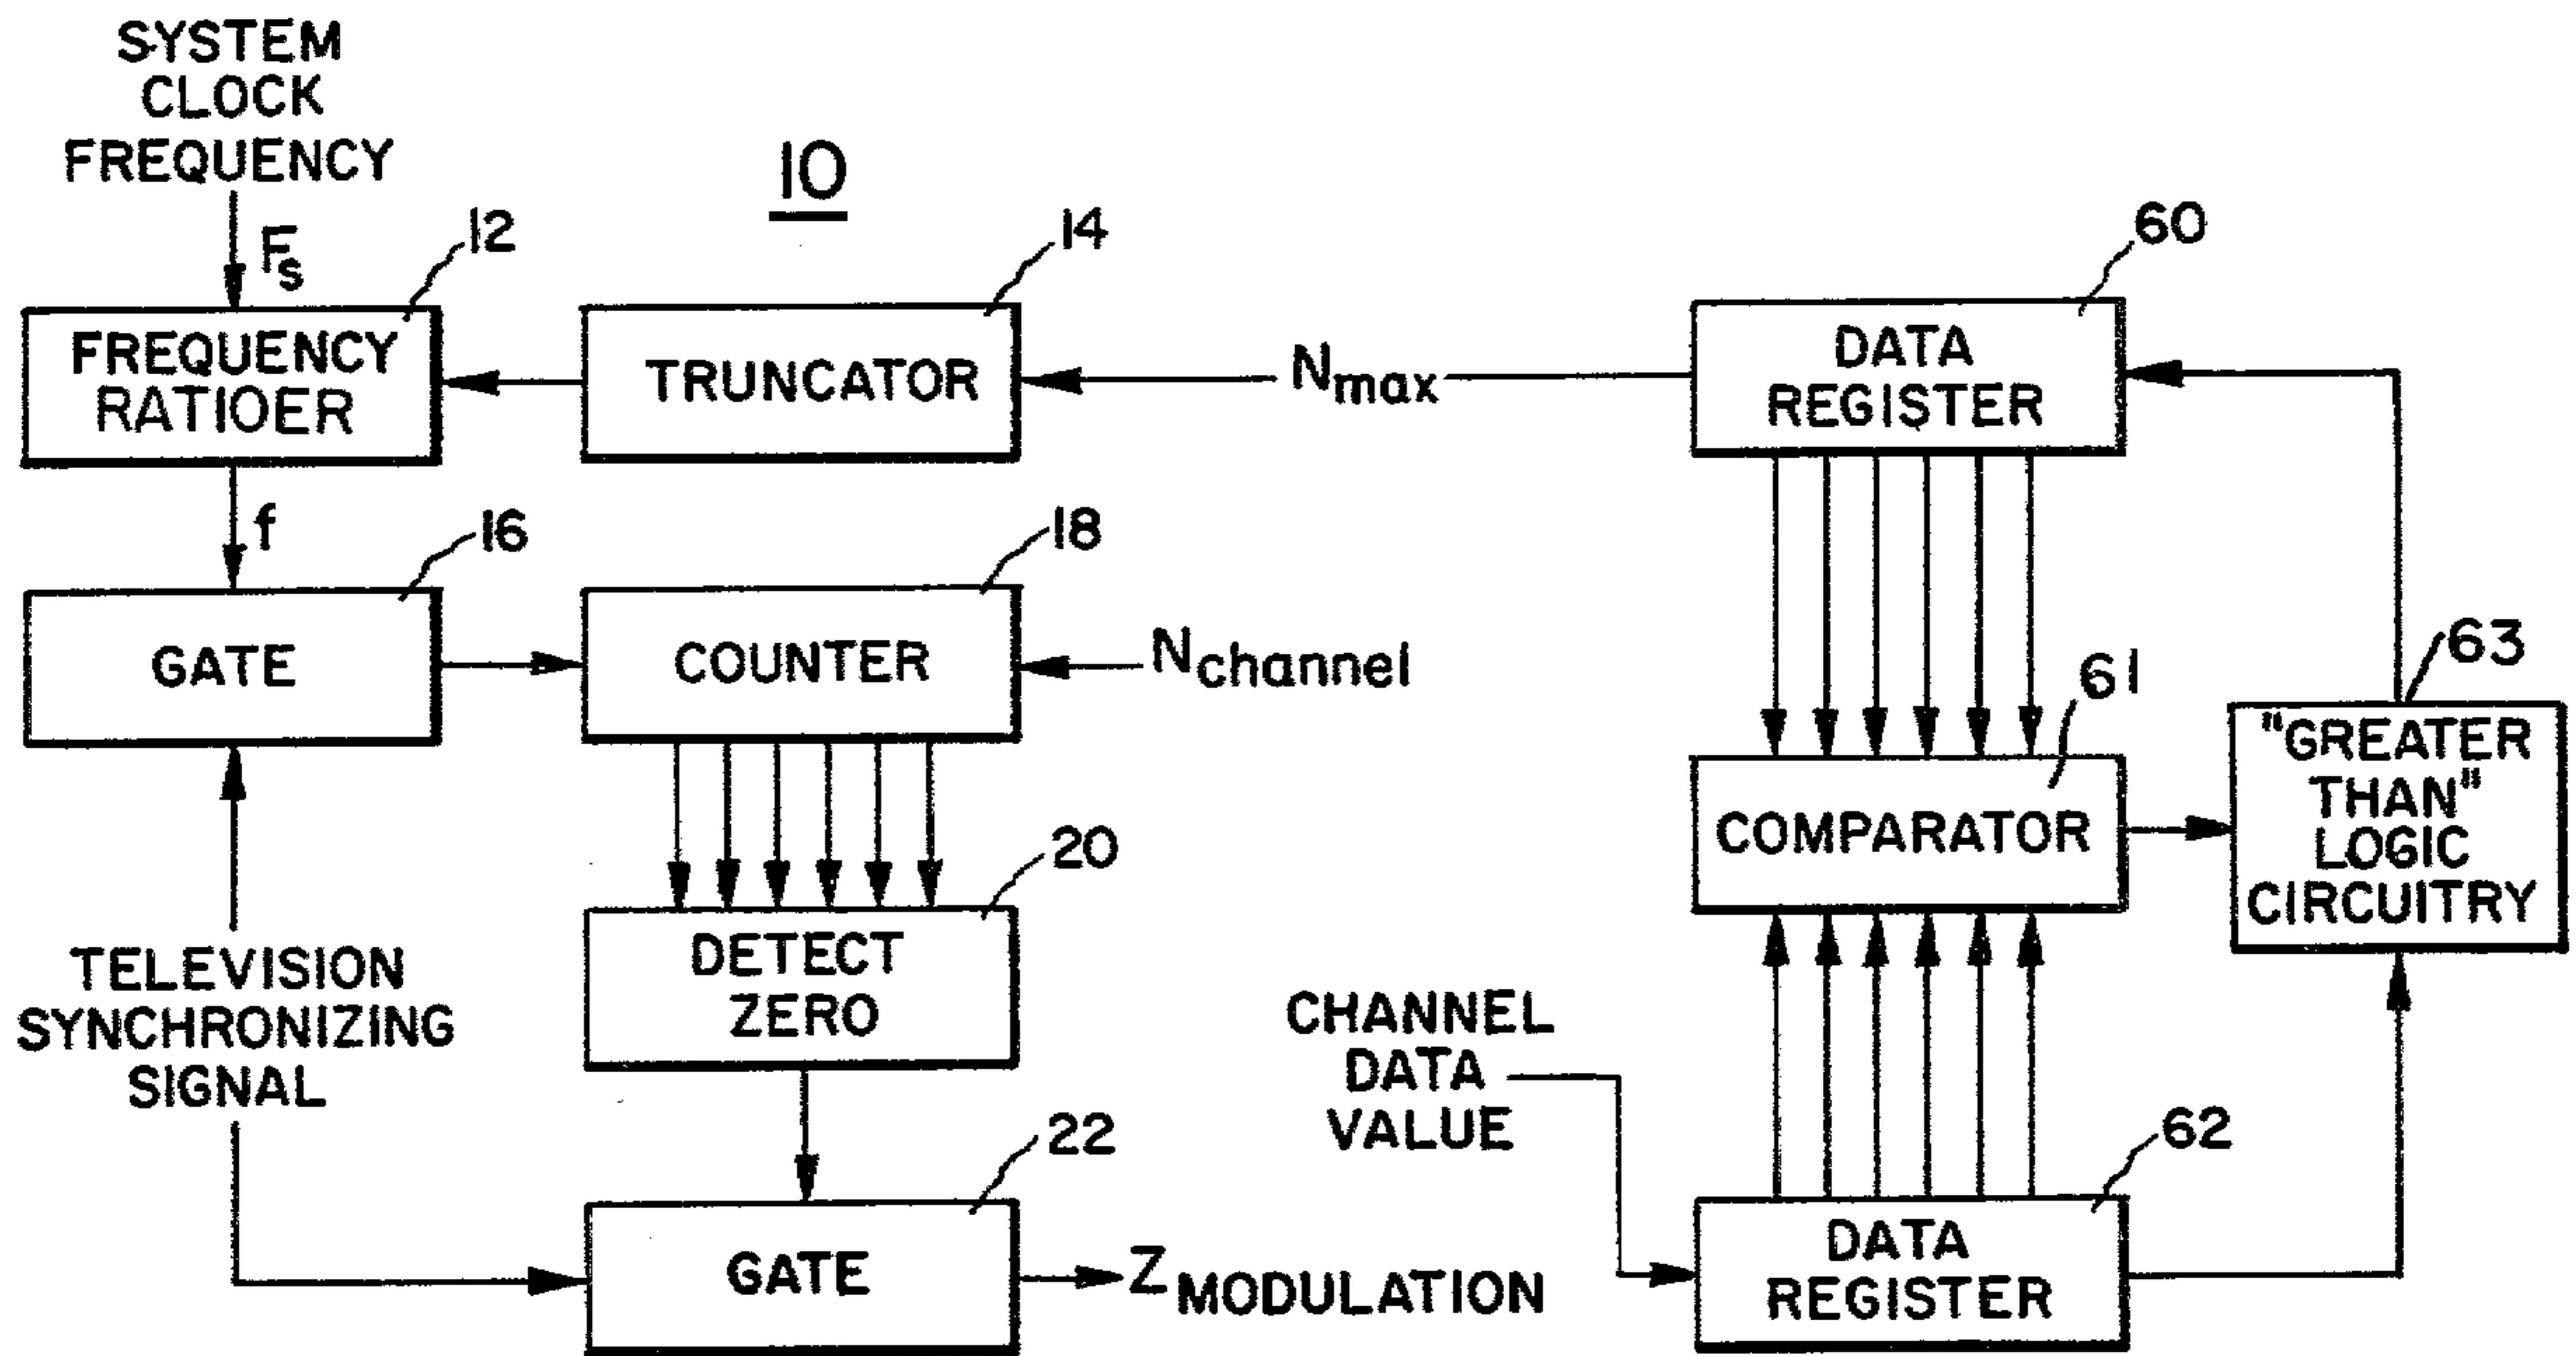 SYSTEM
CLOCK
FREQUENCY
10
Fs
12
14
60
FREQUENCY
RATIOER
TRUNCATOR
Nmax
DATA
REGISTER
f
16
18
GATE
COUNTER
Nchannel
61
63
COMPARATOR
"GREATER
THAN"
LOGIC
CIRCUITRY
20
DETECT
ZERO
TELEVISION
SYNCHRONIZING
SIGNAL
CHANNEL
DATA
VALUE
22
62
GATE
Z MODULATION
DATA
REGISTER